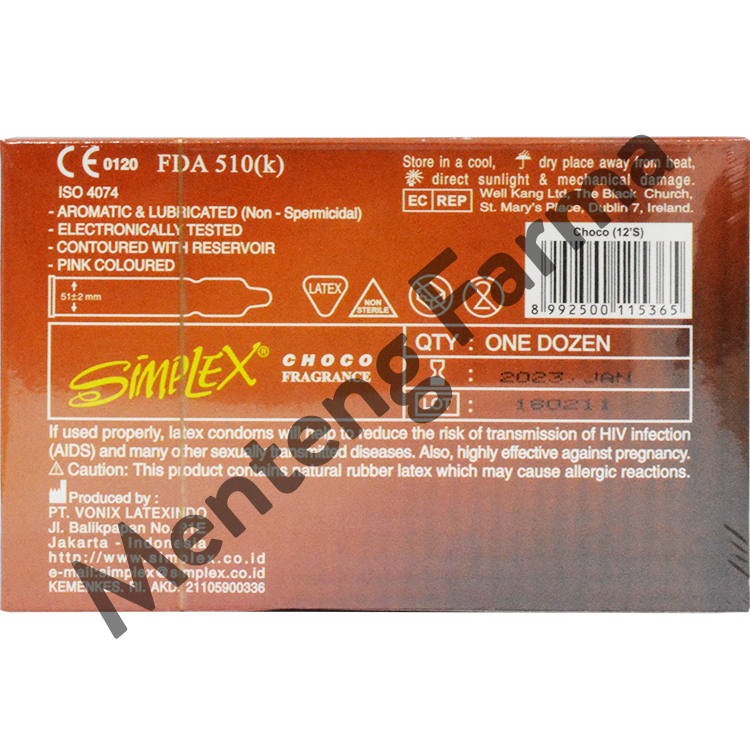 CE 0120 FDA 510(k)
ISO 4074
- AROMATIC & LUBRICATED (Non - Spermicidal)
- ELECTRONICALLY TESTED
- CONTOURED WITH RESERVOIR
- PINK COLOURED
51±2 mm
LATEX
NON
STERILE
Store in a cool, dry place away from heat,
direct sunlight & mechanical damage.
EC REP Well Kang Ltd, The Black Church,
St. Mary's Place, Dublin 7, Ireland.
Choco (12'S)
8 992500 115365
SIMPLEX® CHOCO
FRAGRANCE
QTY : ONE DOZEN
: 2023. JAN
LOT : 180211
If used properly, latex condoms will help to reduce the risk of transmission of HIV infection
(AIDS) and many other sexually transmitted diseases. Also, highly effective against pregnancy.
⚠ Caution: This product contains natural rubber latex which may cause allergic reactions.
Produced by :
PT. VONIX LATEXINDO
Jl. Balikpapan No. 21E
Jakarta - Indonesia
http://www.simplex.co.id
e-mail:simplex@simplex.co.id
KEMENKES. RI. AKD. 21105900336
Menteng Farma